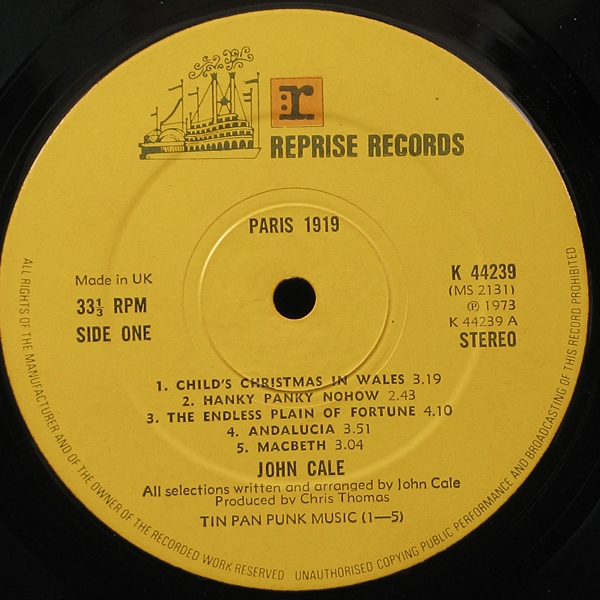 r
REPRISE RECORDS
PARIS 1919
Made in UK
33⅓ RPM
SIDE ONE
K 44239
(MS 2131)
℗ 1973
K 44239 A
STEREO
1. CHILD'S CHRISTMAS IN WALES 3.19
2. HANKY PANKY NOHOW 2.43
3. THE ENDLESS PLAIN OF FORTUNE 4.10
4. ANDALUCIA 3.51
5. MACBETH 3.04
JOHN CALE
All selections written and arranged by John Cale
Produced by Chris Thomas
TIN PAN PUNK MUSIC (1—5)
ALL RIGHTS OF THE MANUFACTURER AND OF THE OWNER OF THE RECORDED WORK RESERVED UNAUTHORISED COPYING PUBLIC PERFORMANCE AND BROADCASTING OF THIS RECORD PROHIBITED